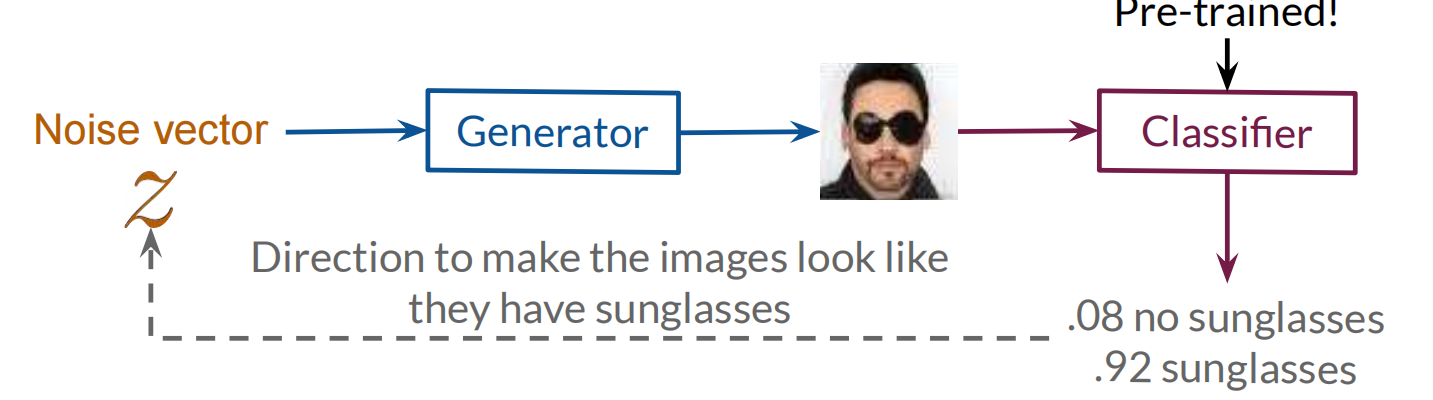 Pre-trained!
Noise vector
Generator
Classifier
z
Direction to make the images look like
they have sunglasses
.08 no sunglasses
.92 sunglasses